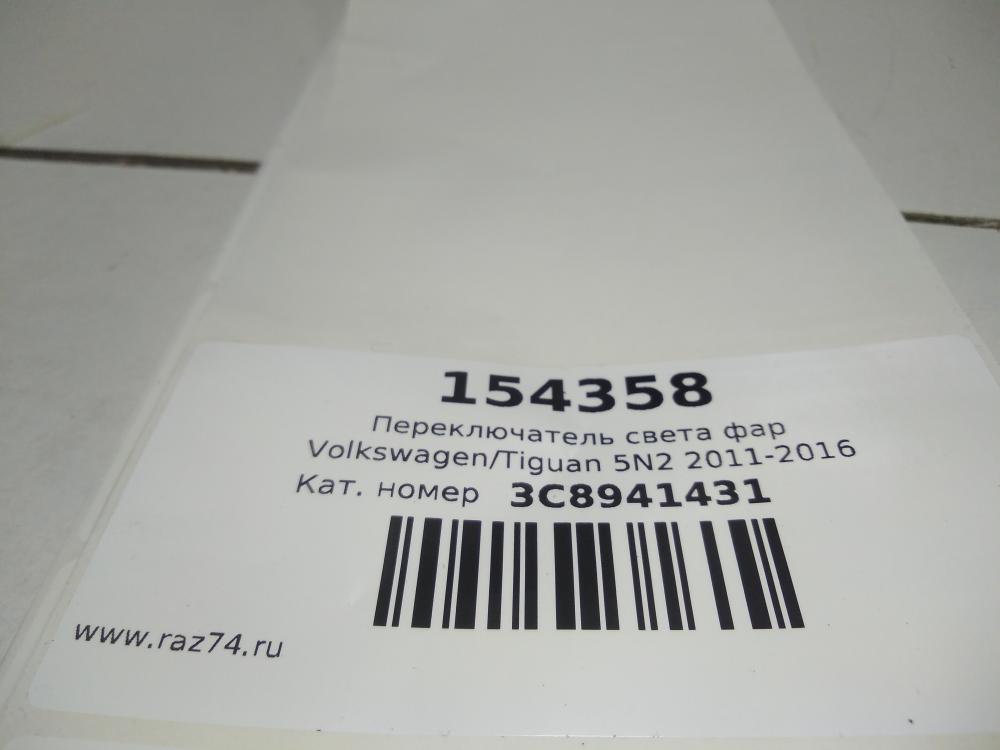 154358
Переключатель света фар
Volkswagen/Tiguan 5N2 2011-2016
Кат. номер 3C8941431
www.raz74.ru